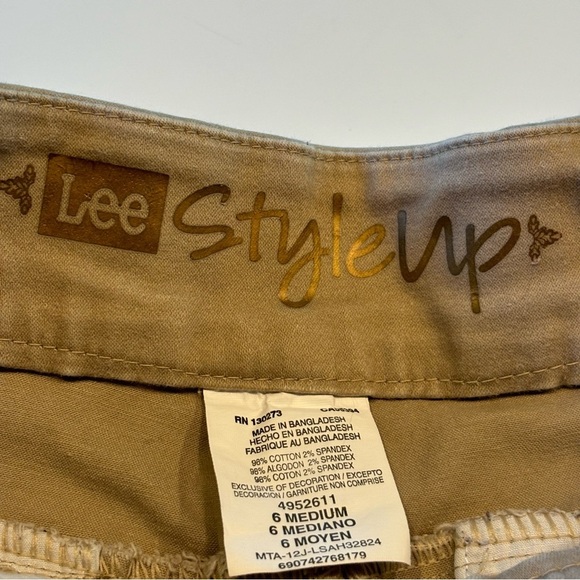 Lee Style Up
RN 130273
MADE IN BANGLADESH
HECHO EN BANGLADESH
FABRIQUE AU BANGLADESH
98% COTTON 2% SPANDEX
98% ALGODON 2% SPANDEX
98% COTON 2% SPANDEX
EXCLUSIVE OF DECORATION / EXCEPTO
DECORACION / GARNITURE NON COMPRISE
4952611
6 MEDIUM
6 MEDIANO
6 MOYEN
MTA-12J-LSAH32824
690742768179